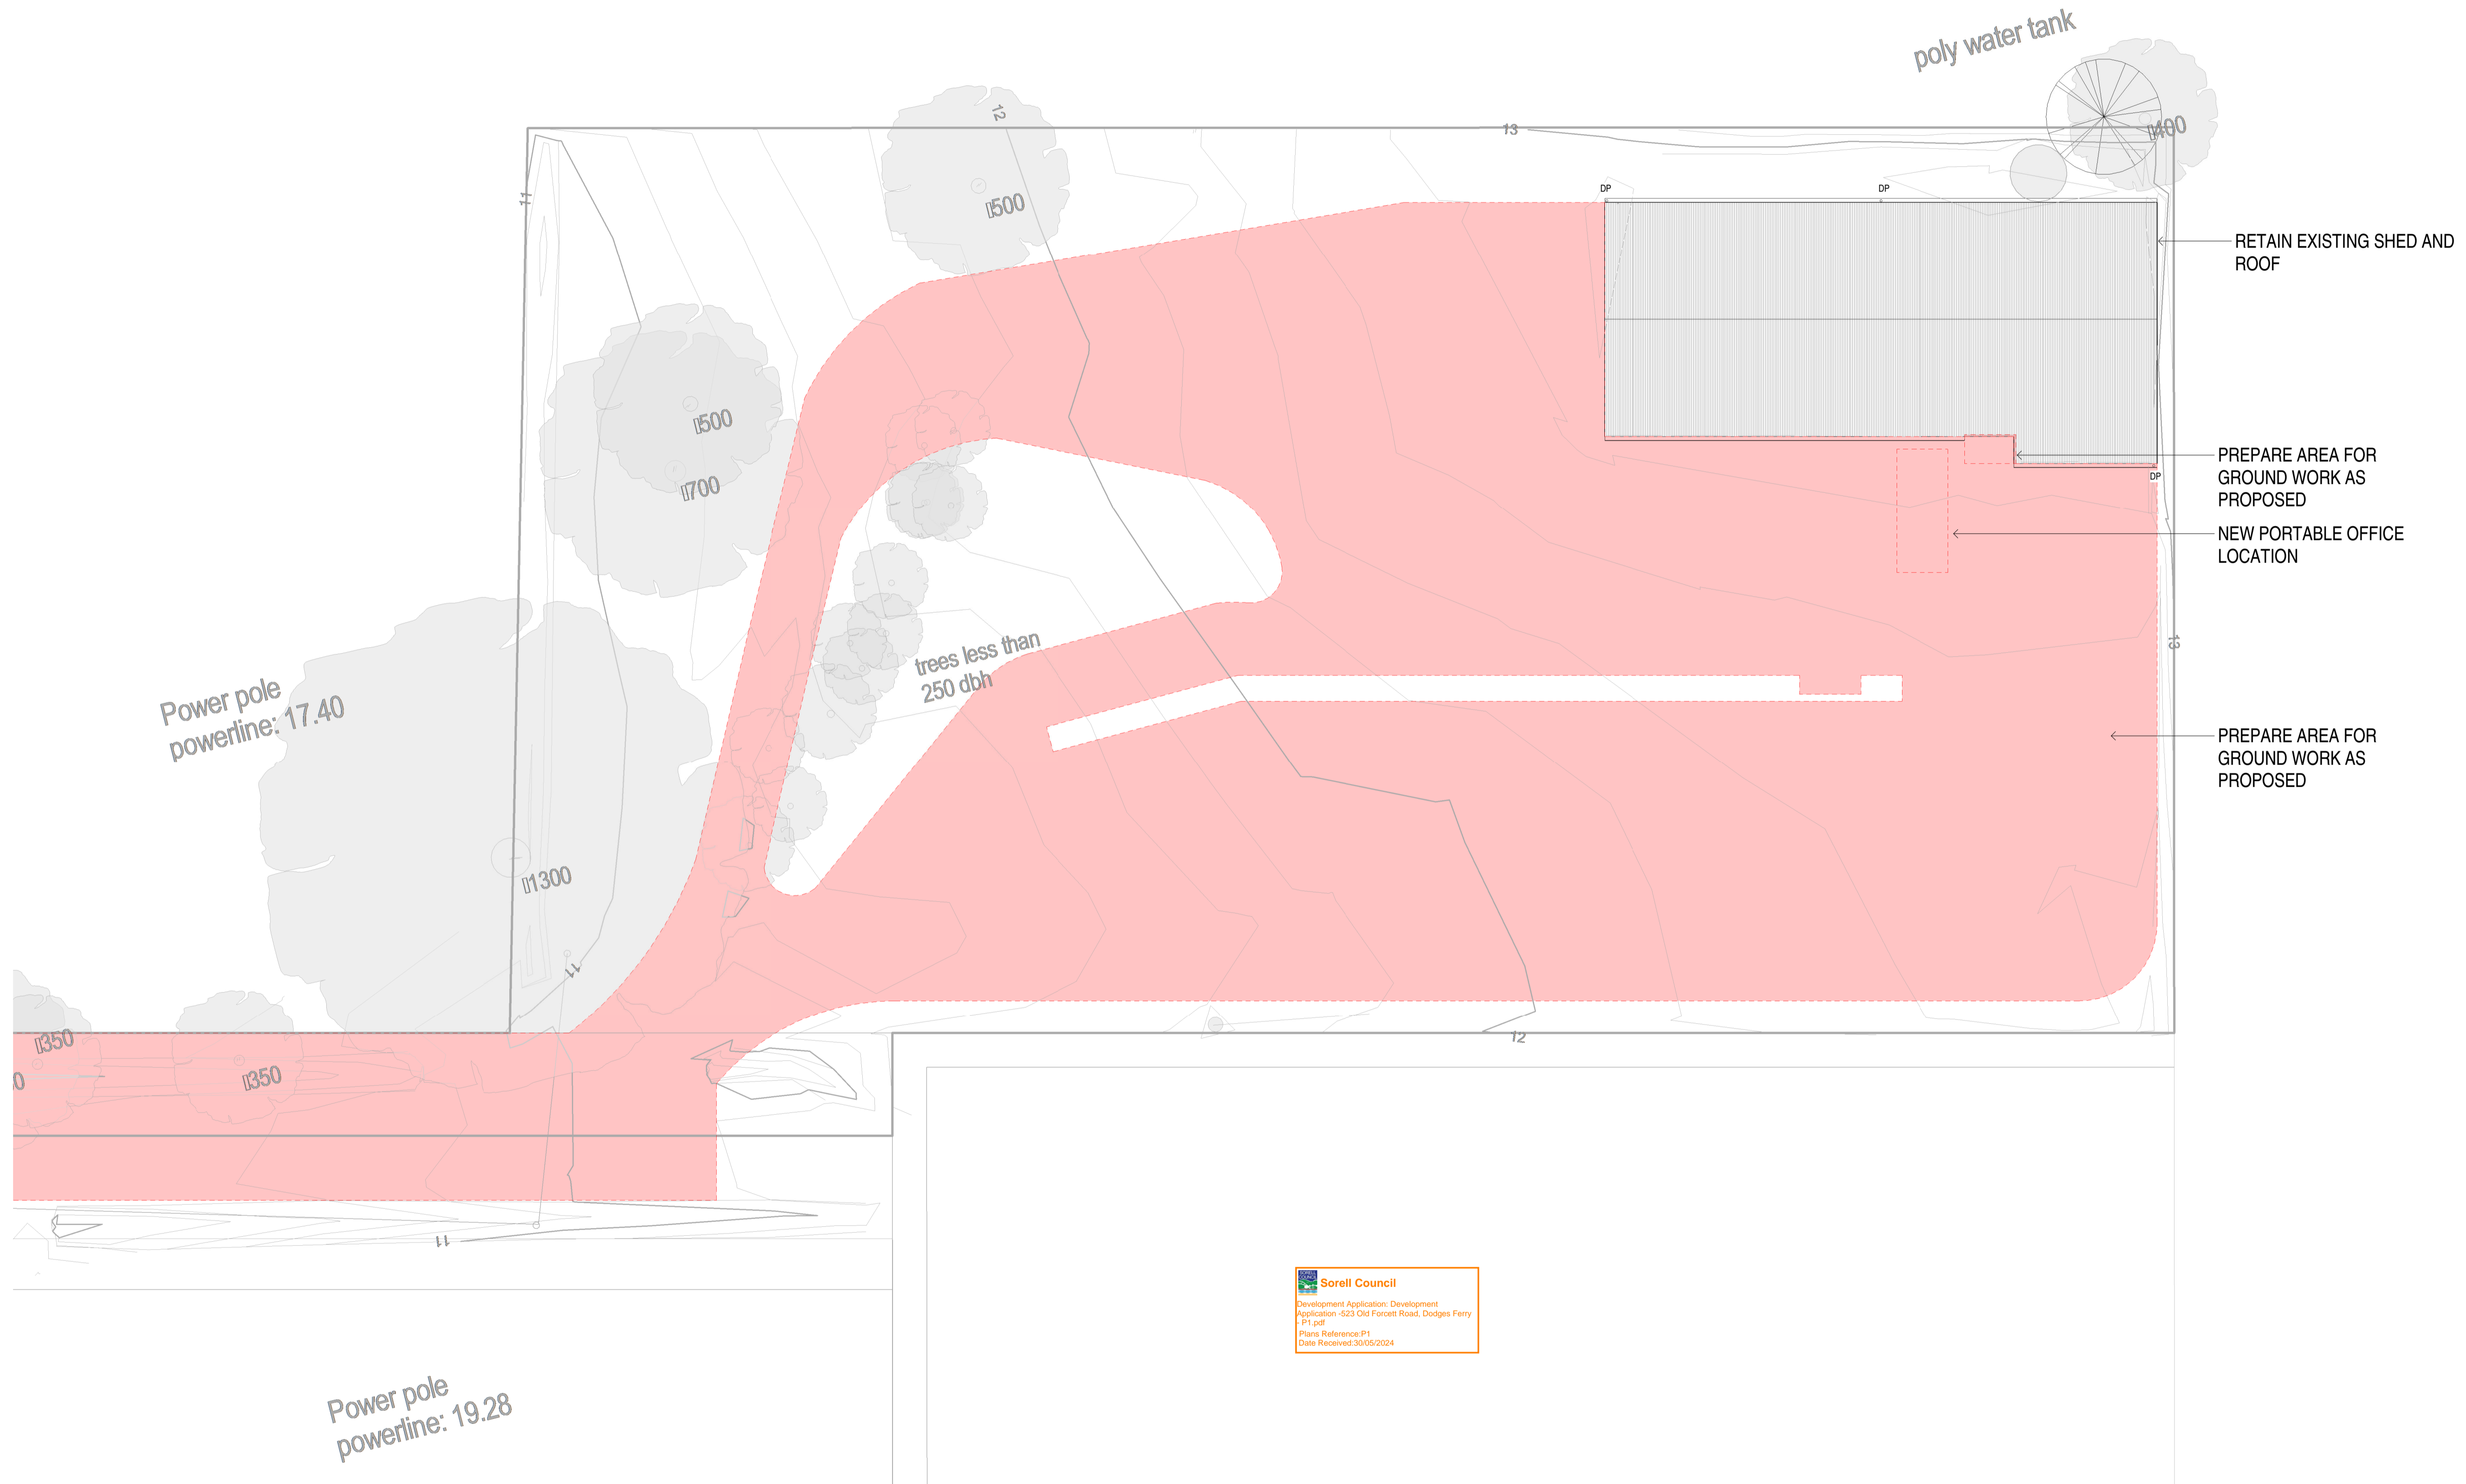 poly water tank
400
12
13
11
500
DP
DP
RETAIN EXISTING SHED AND
ROOF
500
700
PREPARE AREA FOR
GROUND WORK AS
PROPOSED
DP
NEW PORTABLE OFFICE
LOCATION
trees less than
250 dbh
13
Power pole
powerline: 17.40
PREPARE AREA FOR
GROUND WORK AS
PROPOSED
1300
11
350
350
0
12
11
SORELL
COUNCIL
Sorell Council
Development Application: Development
Application -523 Old Forcett Road, Dodges Ferry
- P1.pdf
Plans Reference:P1
Date Received:30/05/2024
Power pole
powerline: 19.28